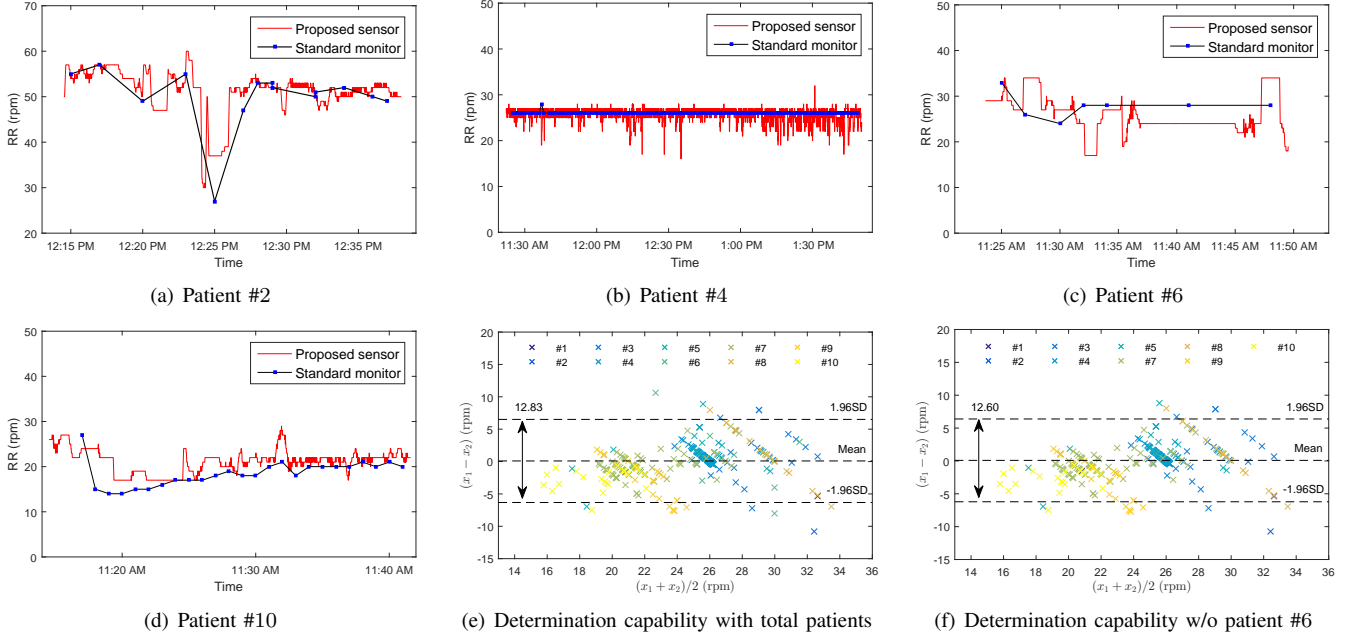 Proposed sensor
Standard monitor
RR (rpm)
70
60
50
40
30
20
12:15 PM 12:20 PM 12:25 PM 12:30 PM 12:35 PM
Time
(a) Patient #2
Proposed sensor
Standard monitor
RR (rpm)
50
40
30
20
10
0
11:30 AM 12:00 PM 12:30 PM 1:00 PM 1:30 PM
Time
(b) Patient #4
Proposed sensor
Standard monitor
RR (rpm)
50
40
30
20
10
0
11:25 AM 11:30 AM 11:35 AM 11:40 AM 11:45 AM 11:50 AM
Time
(c) Patient #6
Proposed sensor
Standard monitor
RR (rpm)
50
40
30
20
10
0
11:20 AM 11:30 AM 11:40 AM
Time
(d) Patient #10
#1 #3 #5 #7 #9
#2 #4 #6 #8 #10
12.83
1.96SD
Mean
-1.96SD
(x₁ − x₂) (rpm)
20
15
10
5
0
-5
-10
-15
14 16 18 20 22 24 26 28 30 32 34 36
(x₁ + x₂)/2 (rpm)
(e) Determination capability with total patients
#1 #3 #5 #8 #10
#2 #4 #7 #9
12.60
1.96SD
Mean
-1.96SD
(x₁ − x₂) (rpm)
20
15
10
5
0
-5
-10
-15
14 16 18 20 22 24 26 28 30 32 34 36
(x₁ + x₂)/2 (rpm)
(f) Determination capability w/o patient #6